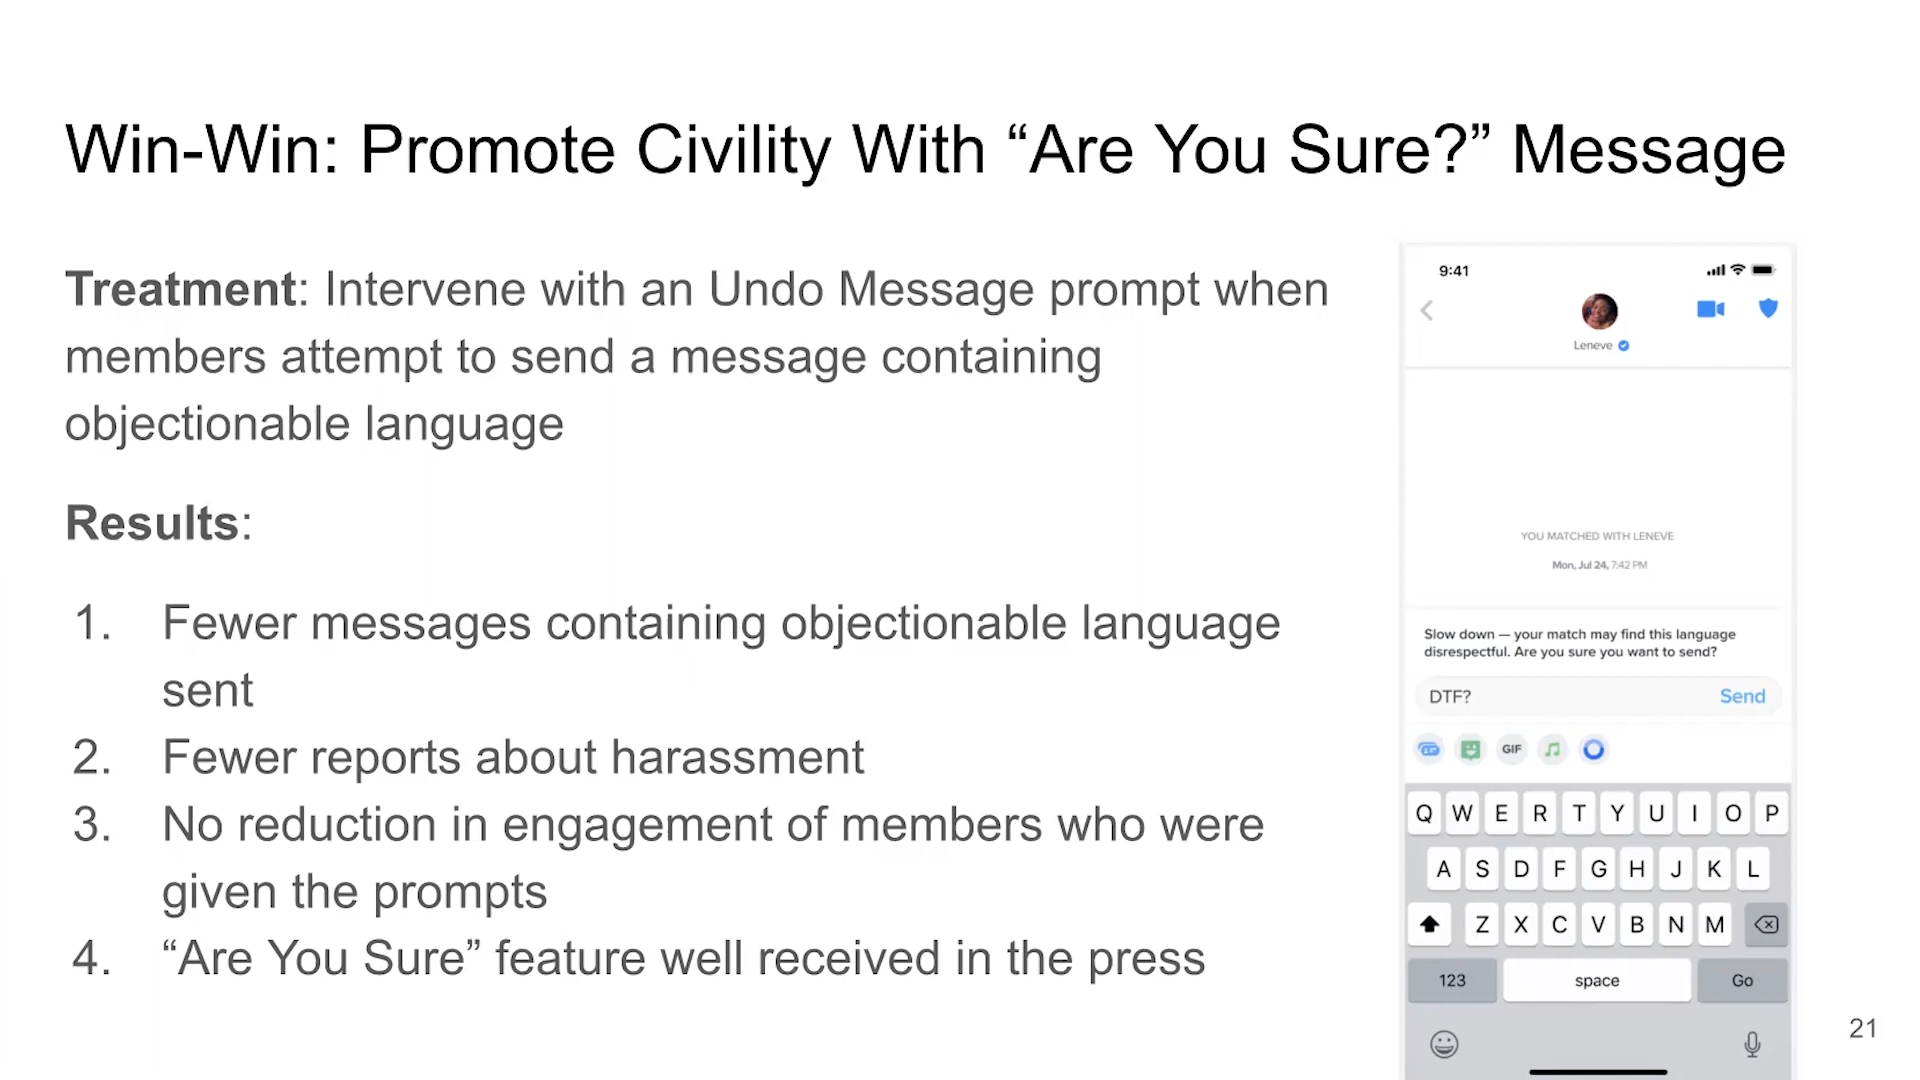 Win-Win: Promote Civility With “Are You Sure?” Message
Treatment: Intervene with an Undo Message prompt when
members attempt to send a message containing
objectionable language
Results:
1. Fewer messages containing objectionable language
sent
2. Fewer reports about harassment
3. No reduction in engagement of members who were
given the prompts
4. “Are You Sure” feature well received in the press
9:41
Leneve
YOU MATCHED WITH LENEVE
Mon, Jul 24, 7:42 PM
Slow down — your match may find this language
disrespectful. Are you sure you want to send?
DTF? Send
GIF
Q W E R T Y U I O P
A S D F G H J K L
Z X C V B N M
123 space Go
21